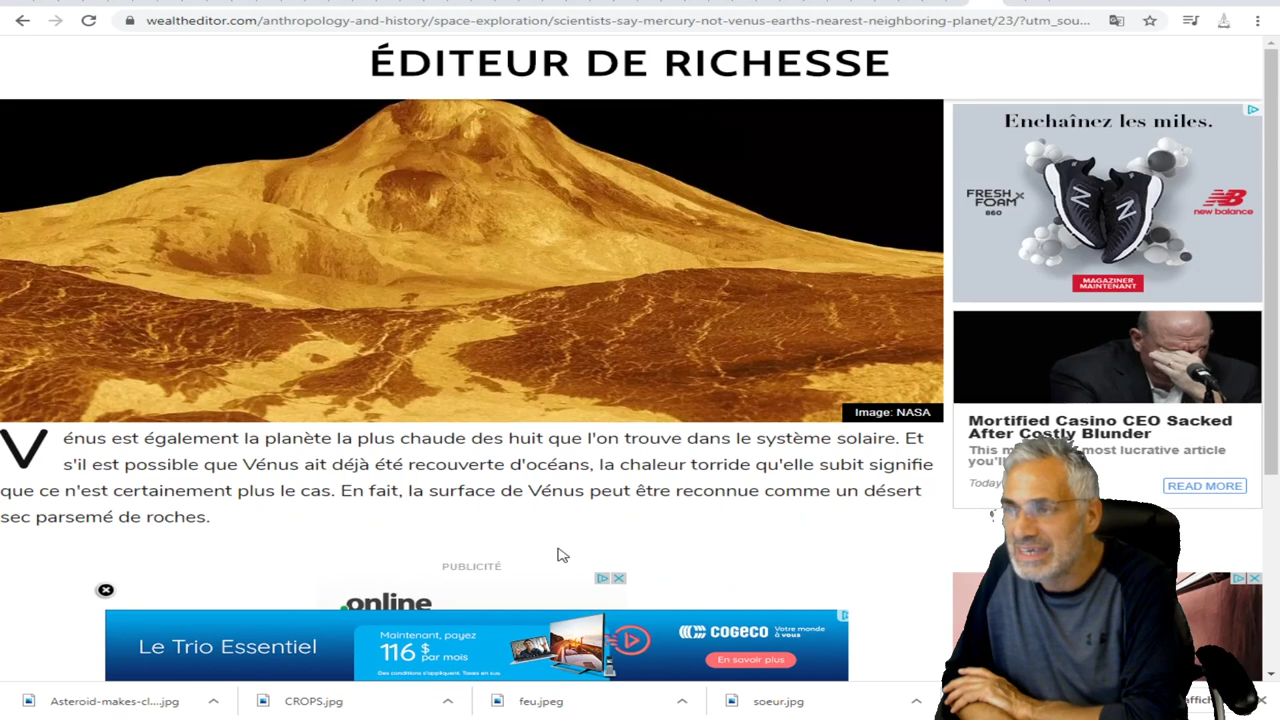 wealtheditor.com/anthropology-and-history/space-exploration/scientists-say-mercury-not-venus-earths-nearest-neighboring-planet/23/?utm_sou...
ÉDITEUR DE RICHESSE
Image: NASA
Vénus est également la planète la plus chaude des huit que l'on trouve dans le système solaire. Et
s'il est possible que Vénus ait déjà été recouverte d'océans, la chaleur torride qu'elle subit signifie
que ce n'est certainement plus le cas. En fait, la surface de Vénus peut être reconnue comme un désert
sec parsemé de roches.
PUBLICITÉ
online
Le Trio Essentiel
Maintenant, payez
116 $ par mois
Des conditions s'appliquent. Taxes en sus.
COGECO
Votre monde
à vous
En savoir plus
Enchaînez les miles.
FRESH
FOAM X
860
NB
new balance
MAGAZINER
MAINTENANT
Mortified Casino CEO Sacked
After Costly Blunder
most lucrative article
you'll
Today
READ MORE
Asteroid-makes-cl....jpg
CROPS.jpg
feu.jpeg
soeur.jpg